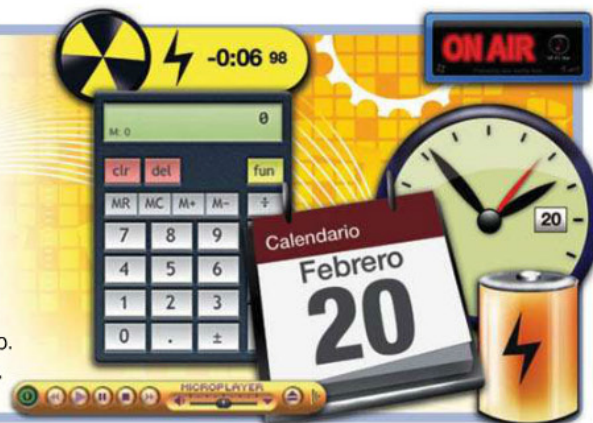 -0:06 98
ON AIR
0
M: 0
clr del fun
MR MC M+ M- ÷
7 8 9
4 5 6
1 2 3
0 . ±
Calendario
Febrero
20
20
o.
MICROPLAYER